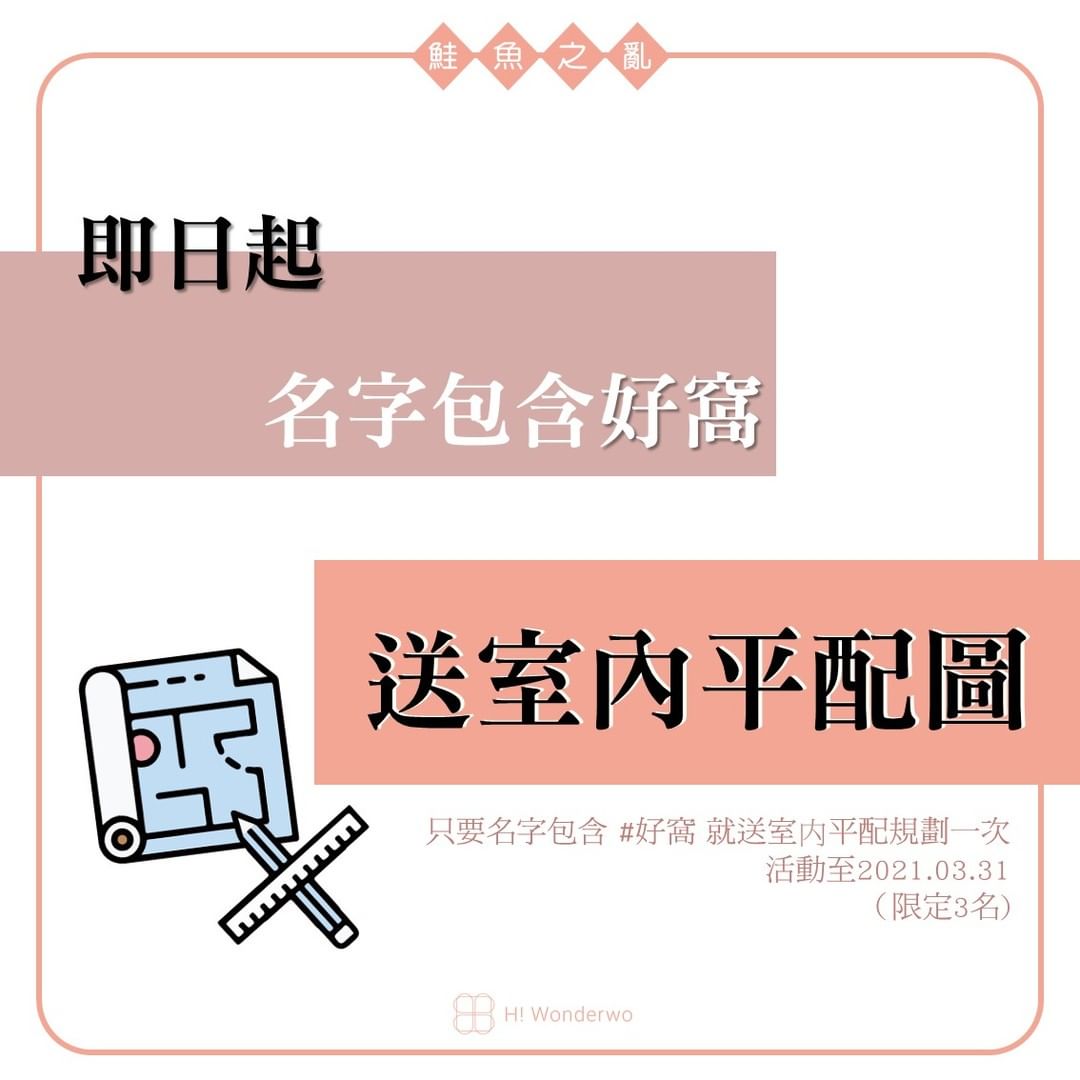 鮭魚之亂
即日起
名字包含好窩
送室內平配圖
只要名字包含 #好窩 就送室內平配規劃一次
活動至2021.03.31
（限定3名）
H! Wonderwo